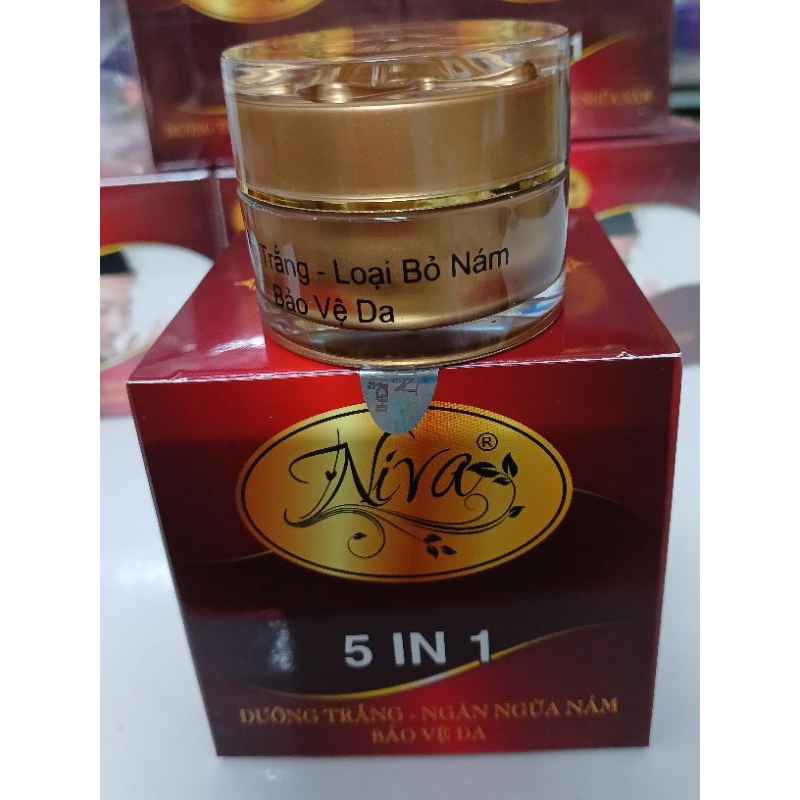 Trắng - Loại Bỏ Nám
Bảo Vệ Da
Niva®
5 IN 1
DƯỠNG TRẮNG - NGĂN NGỪA NÁM
BẢO VỆ DA